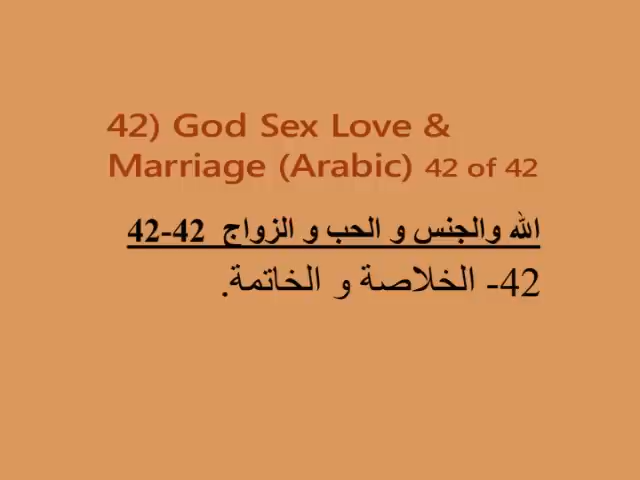 42) God Sex Love &
Marriage (Arabic) 42 of 42
الله والجنس و الحب و الزواج 42-42
42- الخلاصة و الخاتمة.